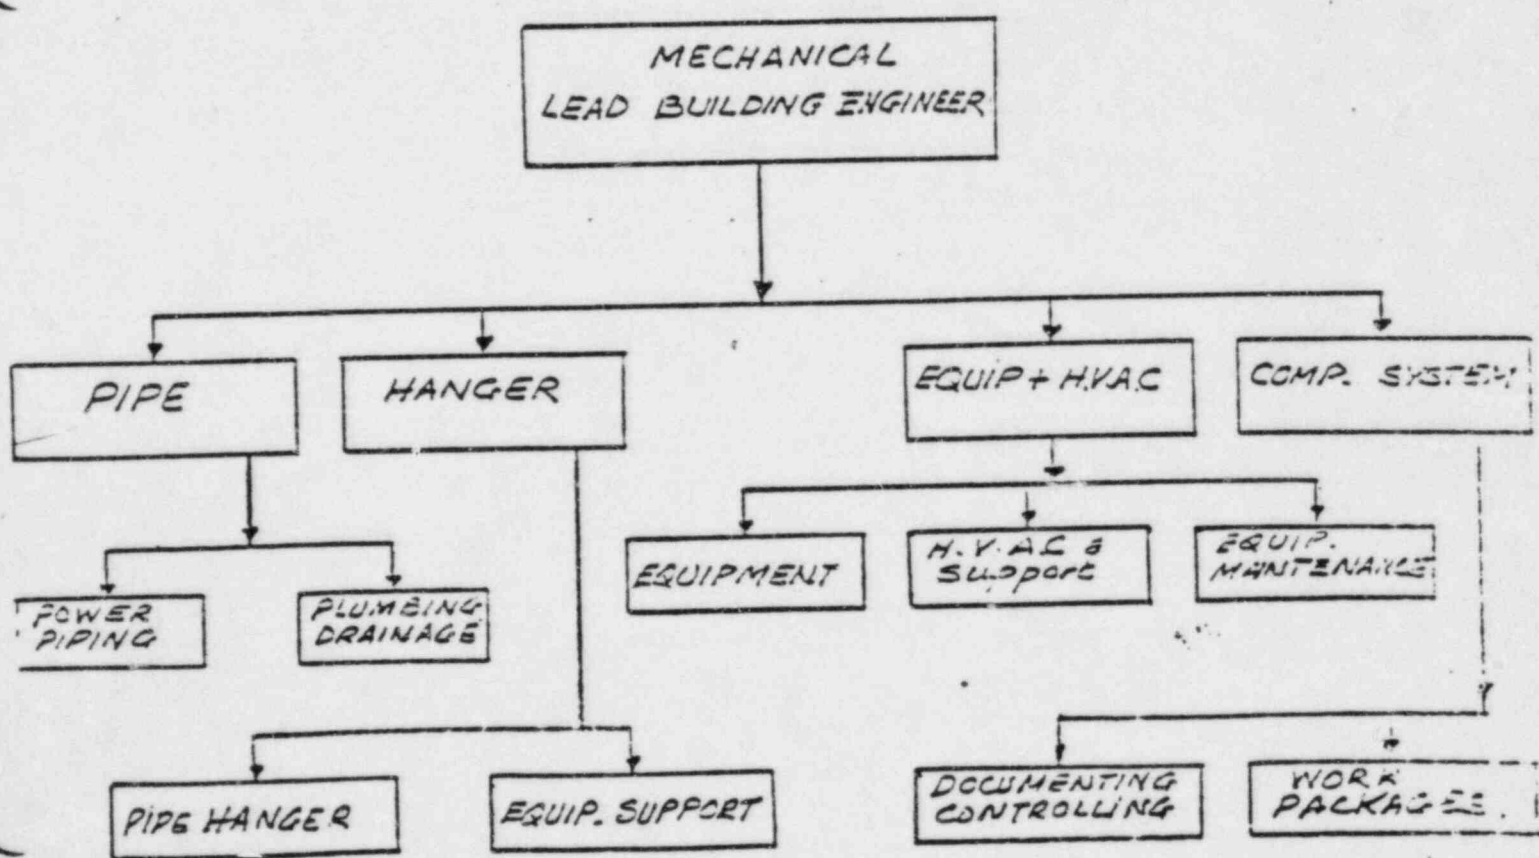 MECHANICAL
LEAD BUILDING ENGINEER
PIPE
HANGER
EQUIP + H.V.A.C
COMP. SYSTEM
EQUIPMENT
H.V.A.C &
Support
EQUIP.
MAINTENANCE
POWER
PIPING
PLUMBING
DRAINAGE
PIPE HANGER
EQUIP. SUPPORT
DOCUMENTING
CONTROLLING
WORK
PACKAGES.